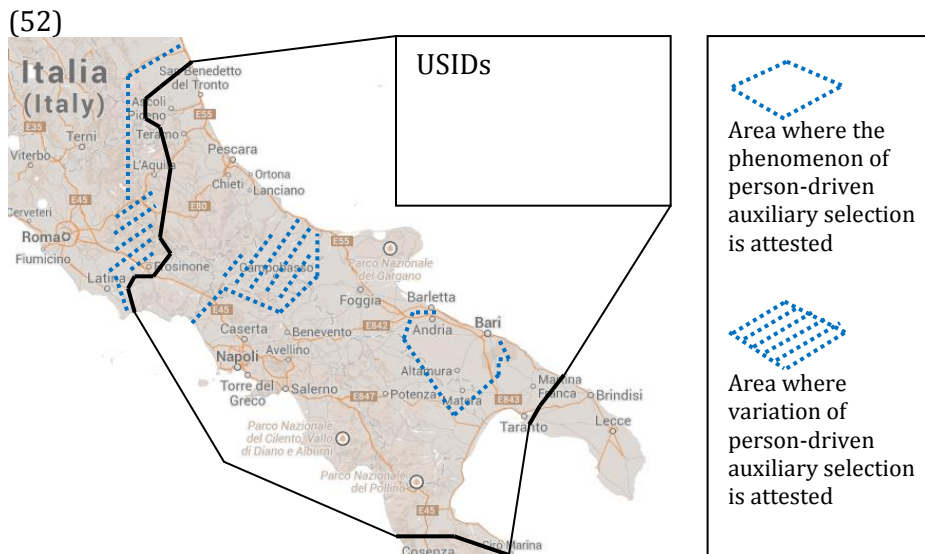 (52)
Italia
(Italy)
USIDs
San Benedetto
del Tronto
Ascoli
Piceno
E35
E55
Terni
Teramo
Viterbo
Pescara
L'Aquila
Ortona
Chieti
Lanciano
E45
E80
Cerveteri
Roma
Fiumicino
Frosinone
Latina
E55
Parco Nazionale
del Gargano
Campobasso
Foggia
Barletta
E45
Andria
Bari
Caserta
Benevento
E842
Napoli
Avellino
Altamura
Torre del
Greco
Salerno
E847
Potenza
Matera
E843
Martina
Franca
Brindisi
Taranto
Lecce
Parco Nazionale
del Cilento, Vallo
di Diano e Alburni
Parco Nazionale
del Pollino
E45
Cosenza
Cirò Marina
Area where the
phenomenon of
person-driven
auxiliary selection
is attested
Area where
variation of
person-driven
auxiliary selection
is attested